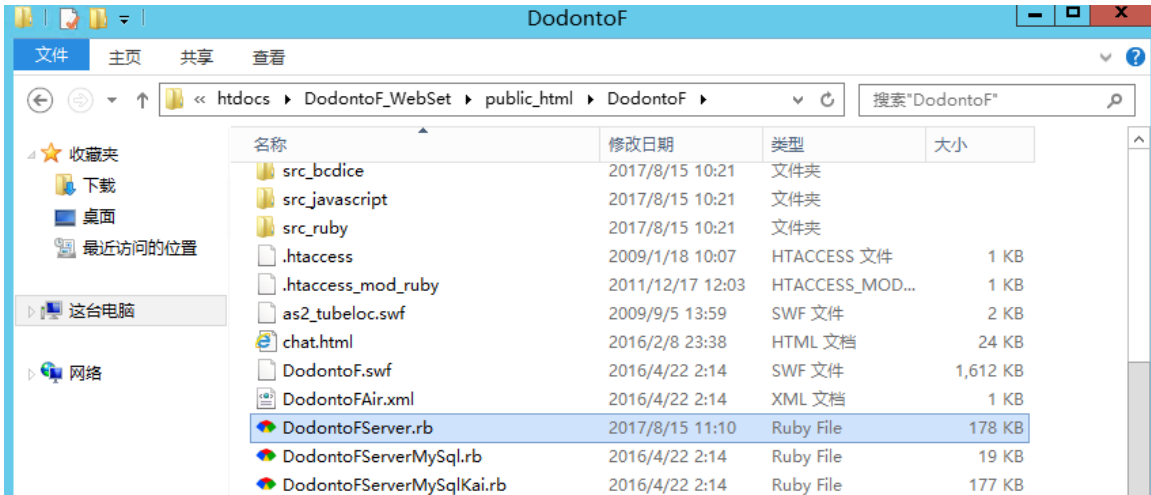 DodontoF
文件 主页 共享 查看
« htdocs DodontoF_WebSet public_html DodontoF 搜索"DodontoF"
名称 修改日期 类型 大小
收藏夹
下载
桌面
最近访问的位置
这台电脑
网络
src_bcdice 2017/8/15 10:21 文件夹
src_javascript 2017/8/15 10:21 文件夹
src_ruby 2017/8/15 10:21 文件夹
.htaccess 2009/1/18 10:07 HTACCESS 文件 1 KB
.htaccess_mod_ruby 2011/12/17 12:03 HTACCESS_MOD... 1 KB
as2_tubeloc.swf 2009/9/5 13:59 SWF 文件 2 KB
chat.html 2016/2/8 23:38 HTML 文档 24 KB
DodontoF.swf 2016/4/22 2:14 SWF 文件 1,612 KB
DodontoFAir.xml 2016/4/22 2:14 XML 文档 1 KB
DodontoFServer.rb 2017/8/15 11:10 Ruby File 178 KB
DodontoFServerMySql.rb 2016/4/22 2:14 Ruby File 19 KB
DodontoFServerMySqlKai.rb 2016/4/22 2:14 Ruby File 177 KB